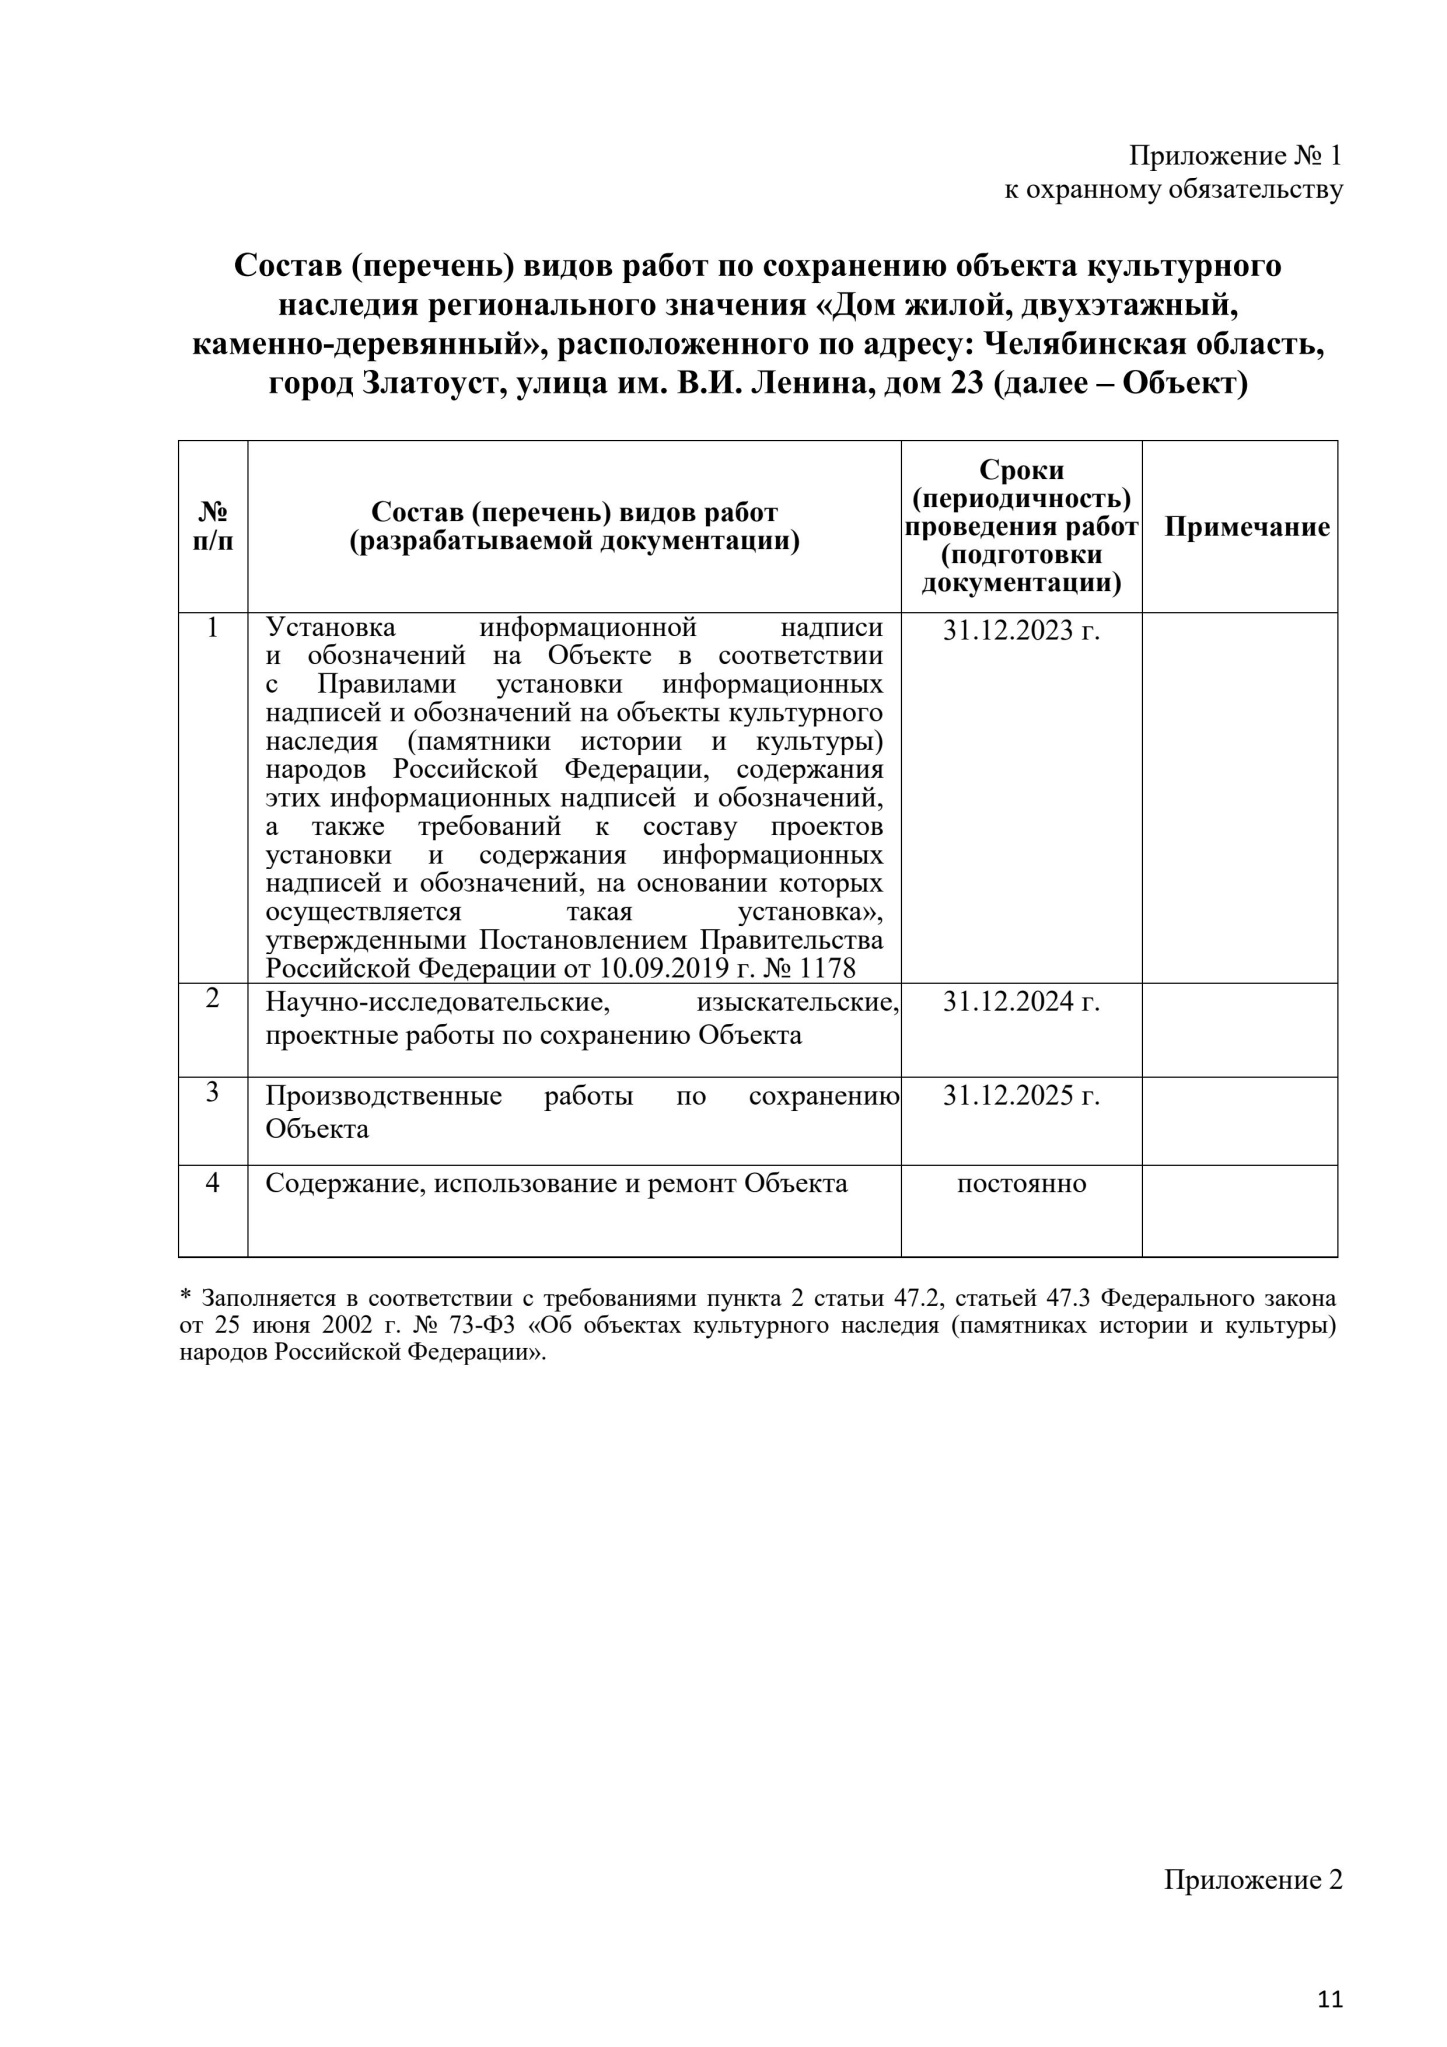 Приложение № 1
к охранному обязательству
Состав (перечень) видов работ по сохранению объекта культурного
наследия регионального значения «Дом жилой, двухэтажный,
каменно-деревянный», расположенного по адресу: Челябинская область,
город Златоуст, улица им. В.И. Ленина, дом 23 (далее – Объект)
№
п/п
Состав (перечень) видов работ
(разрабатываемой документации)
Сроки
(периодичность)
проведения работ
(подготовки
документации)
Примечание
1
Установка информационной надписи
и обозначений на Объекте в соответствии
с Правилами установки информационных
надписей и обозначений на объекты культурного
наследия (памятники истории и культуры)
народов Российской Федерации, содержания
этих информационных надписей и обозначений,
а также требований к составу проектов
установки и содержания информационных
надписей и обозначений, на основании которых
осуществляется такая установка»,
утвержденными Постановлением Правительства
Российской Федерации от 10.09.2019 г. № 1178
31.12.2023 г.
2
Научно-исследовательские, изыскательские,
проектные работы по сохранению Объекта
31.12.2024 г.
3
Производственные работы по сохранению
Объекта
31.12.2025 г.
4
Содержание, использование и ремонт Объекта
постоянно
* Заполняется в соответствии с требованиями пункта 2 статьи 47.2, статьей 47.3 Федерального закона
от 25 июня 2002 г. № 73-ФЗ «Об объектах культурного наследия (памятниках истории и культуры)
народов Российской Федерации».
Приложение 2
11